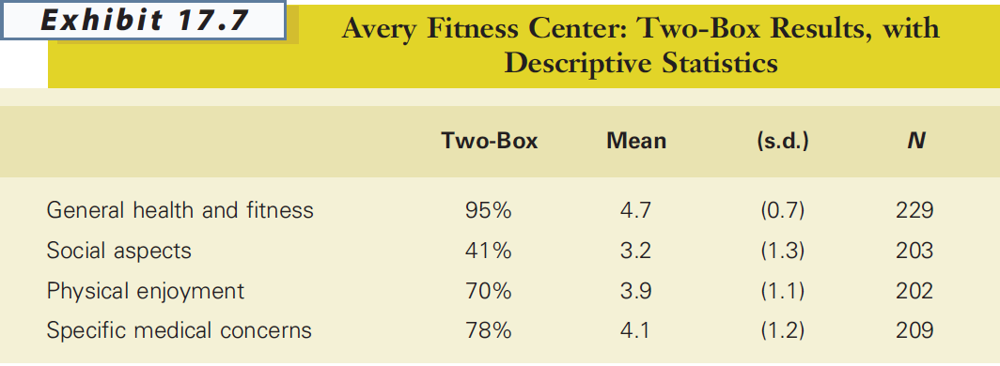 Exhibit 17.7
Avery Fitness Center: Two-Box Results, with
Descriptive Statistics
Two-Box Mean (s.d.) N
General health and fitness 95% 4.7 (0.7) 229
Social aspects 41% 3.2 (1.3) 203
Physical enjoyment 70% 3.9 (1.1) 202
Specific medical concerns 78% 4.1 (1.2) 209